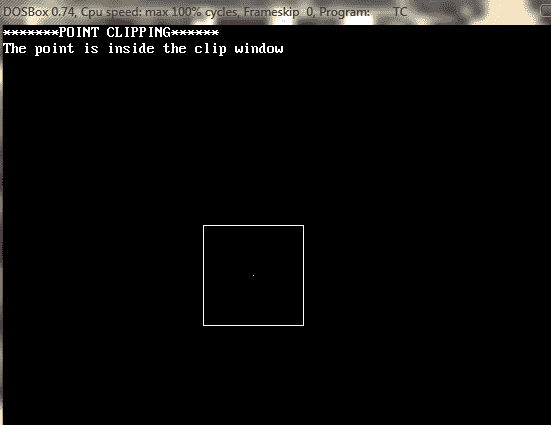 DOSBox 0.74, Cpu speed: max 100% cycles, Frameskip 0, Program: TC
*******POINT CLIPPING******
The point is inside the clip window